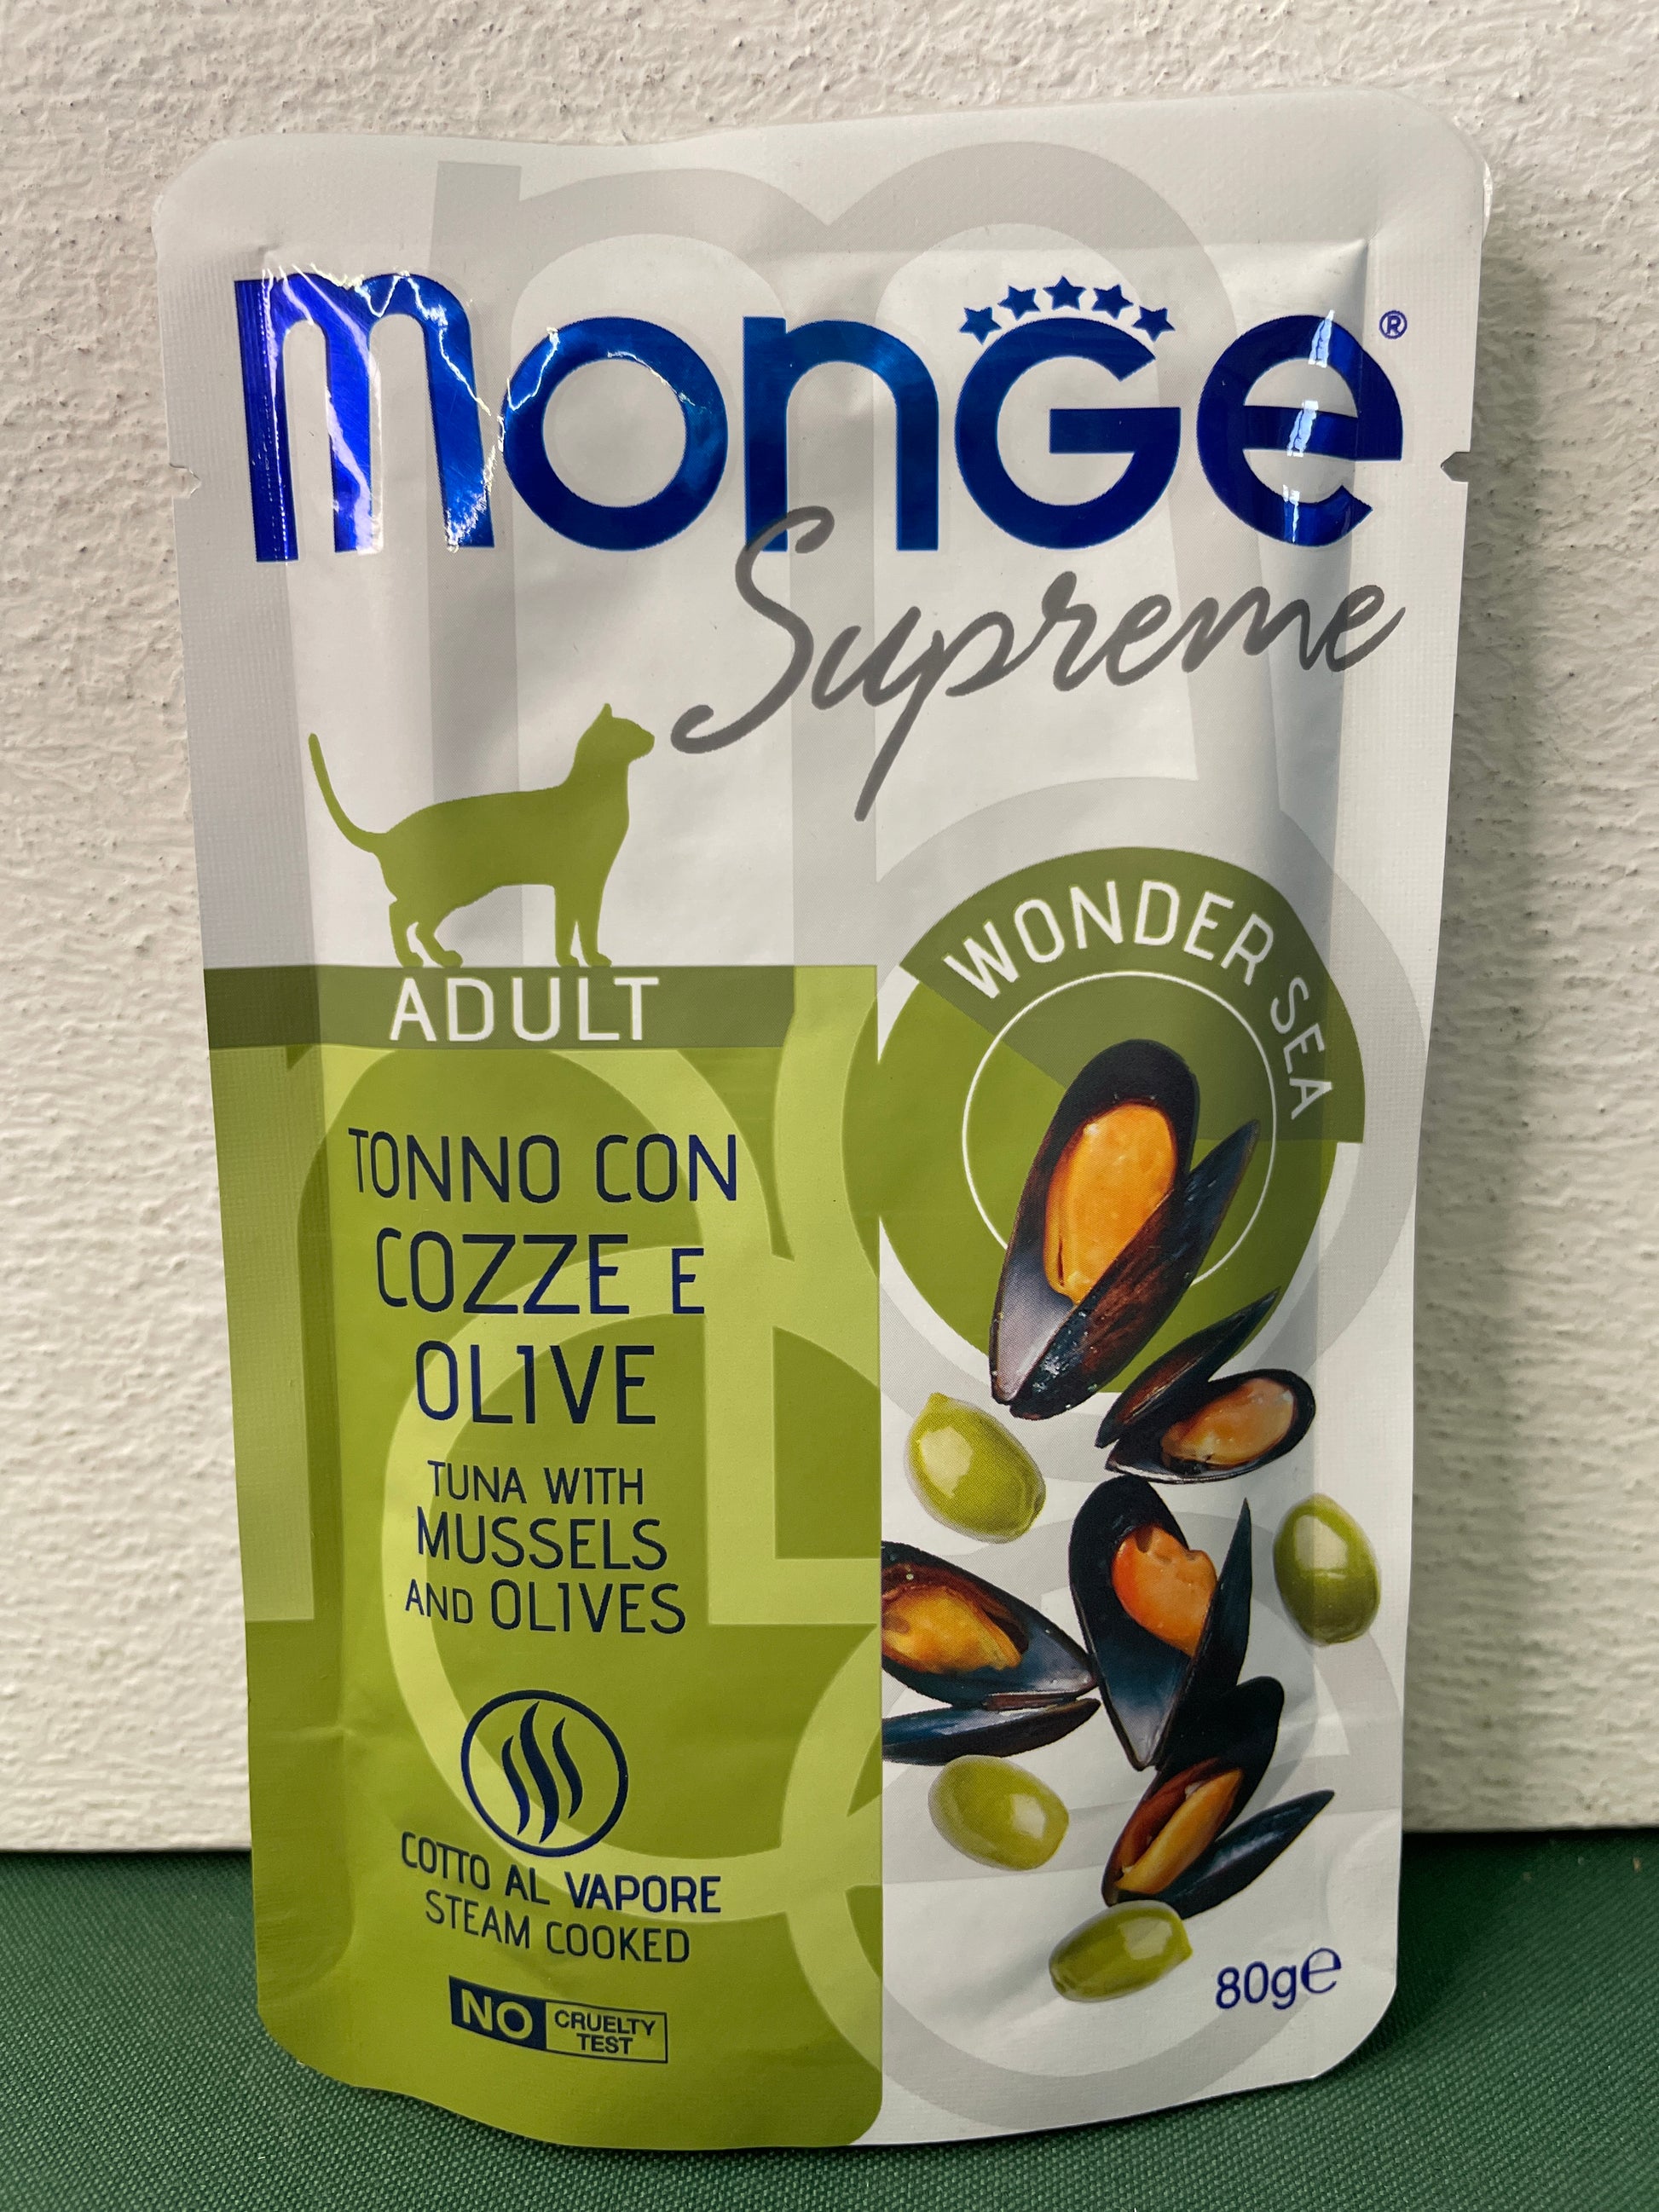 monGe®
Supreme
WONDER SEA
ADULT
TONNO CON
COZZE E
OLIVE
TUNA WITH
MUSSELS
AND OLIVES
COTTO AL VAPORE
STEAM COOKED
NO CRUELTY
TEST
80g℮